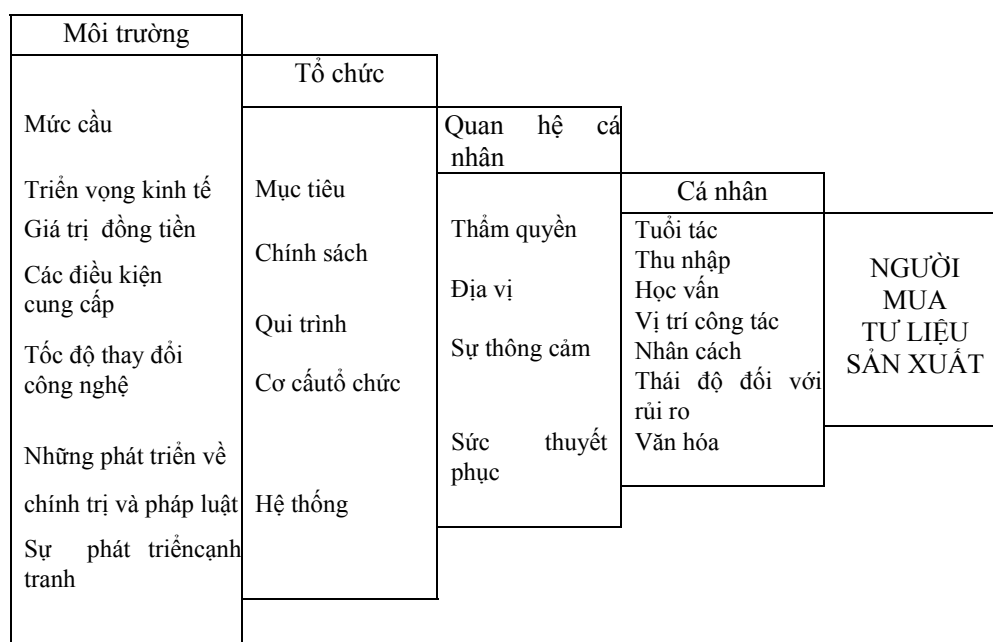 Môi trường
Mức cầu
Triển vọng kinh tế
Giá trị đồng tiền
Các điều kiện
cung cấp
Tốc độ thay đổi
công nghệ
Những phát triển về
chính trị và pháp luật
Sự phát triểncạnh
tranh
Tổ chức
Mục tiêu
Chính sách
Qui trình
Cơ cấutổ chức
Hệ thống
Quan hệ cá
nhân
Thẩm quyền
Địa vị
Sự thông cảm
Sức thuyết
phục
Cá nhân
Tuổi tác
Thu nhập
Học vấn
Vị trí công tác
Nhân cách
Thái độ đối với
rủi ro
Văn hóa
NGƯỜI
MUA
TƯ LIỆU
SẢN XUẤT